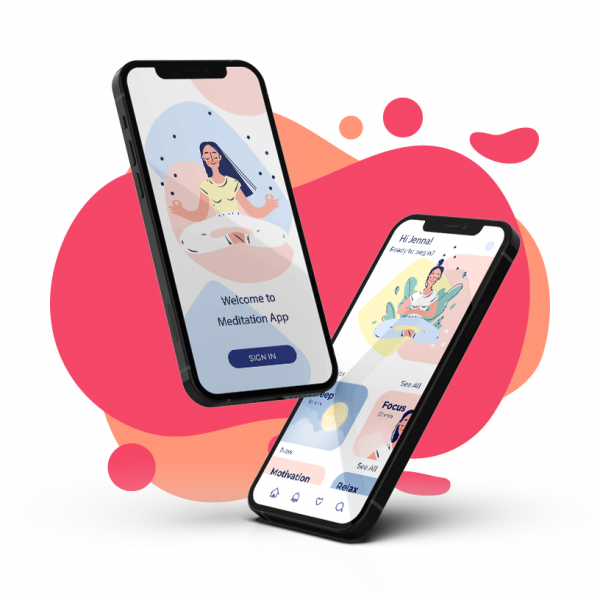 Welcome to
Meditation App
SIGN IN
Hi Jenna!
Ready to begin?
See All
Focus
See All
Motivation
Relax